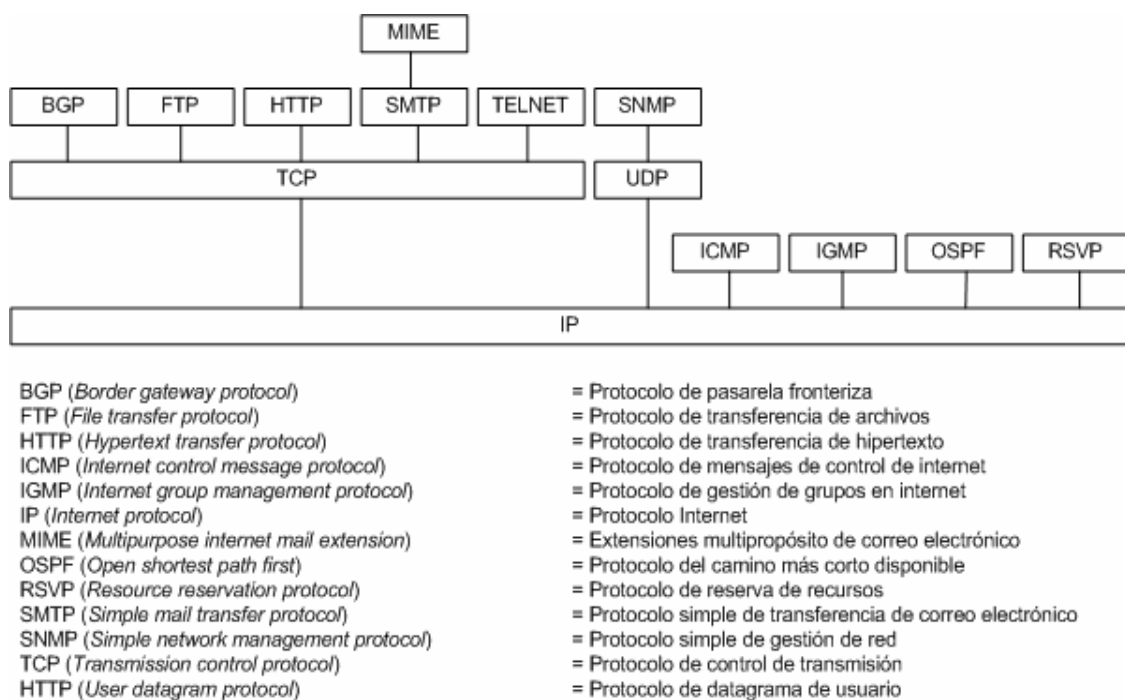 MIME
BGP FTP HTTP SMTP TELNET SNMP
TCP UDP
ICMP IGMP OSPF RSVP
IP
BGP (Border gateway protocol) = Protocolo de pasarela fronteriza
FTP (File transfer protocol) = Protocolo de transferencia de archivos
HTTP (Hypertext transfer protocol) = Protocolo de transferencia de hipertexto
ICMP (Internet control message protocol) = Protocolo de mensajes de control de internet
IGMP (Internet group management protocol) = Protocolo de gestión de grupos en internet
IP (Internet protocol) = Protocolo Internet
MIME (Multipurpose internet mail extension) = Extensiones multipropósito de correo electrónico
OSPF (Open shortest path first) = Protocolo del camino más corto disponible
RSVP (Resource reservation protocol) = Protocolo de reserva de recursos
SMTP (Simple mail transfer protocol) = Protocolo simple de transferencia de correo electrónico
SNMP (Simple network management protocol) = Protocolo simple de gestión de red
TCP (Transmission control protocol) = Protocolo de control de transmisión
HTTP (User datagram protocol) = Protocolo de datagrama de usuario